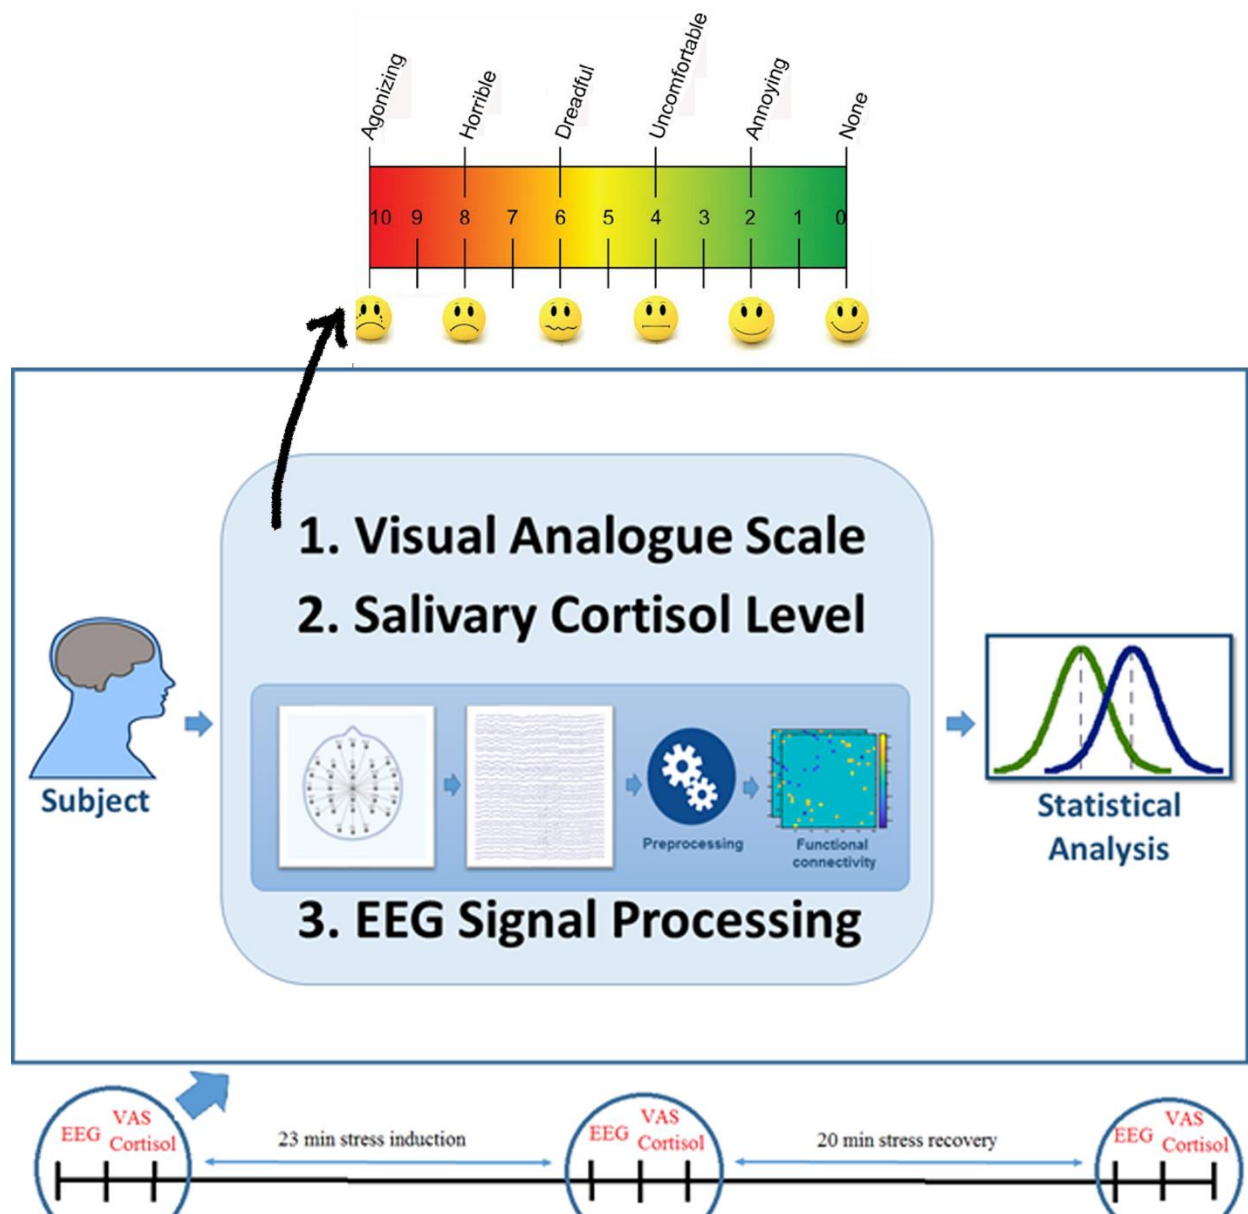 Agonizing
Horrible
Dreadful
Uncomfortable
Annoying
None
10 9 8 7 6 5 4 3 2 1 0
1. Visual Analogue Scale
2. Salivary Cortisol Level
Subject
Preprocessing
Functional
connectivity
3. EEG Signal Processing
Statistical
Analysis
EEG VAS
Cortisol
23 min stress induction
EEG VAS
Cortisol
20 min stress recovery
EEG VAS
Cortisol